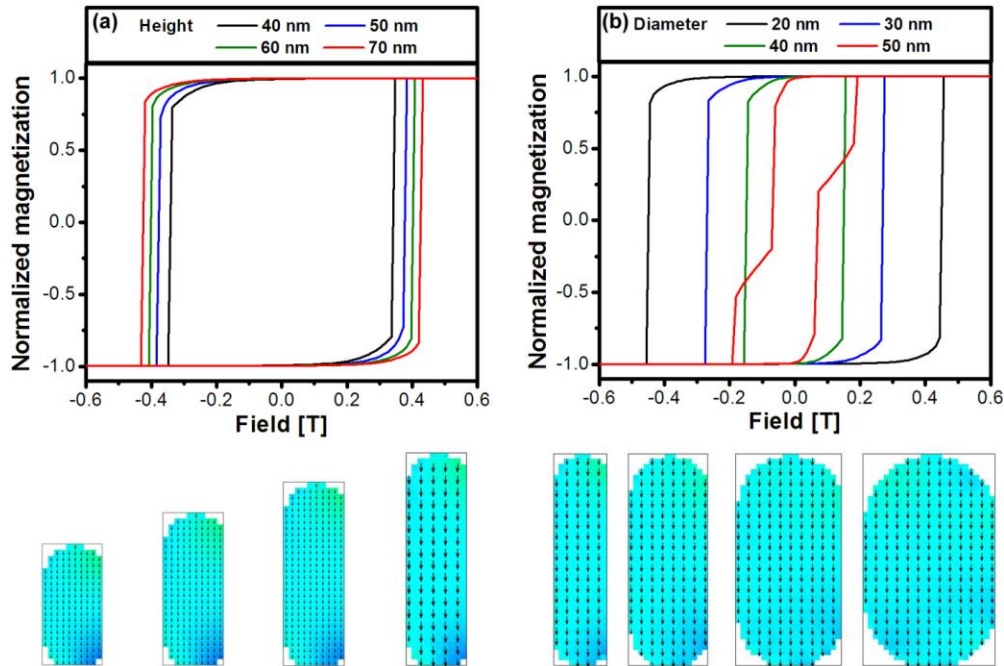 (a) Height 40 nm 50 nm
60 nm 70 nm
Normalized magnetization
1.0
0.5
0.0
-0.5
-1.0
-0.6 -0.4 -0.2 0.0 0.2 0.4 0.6
Field [T]
(b) Diameter 20 nm 30 nm
40 nm 50 nm
Normalized magnetization
1.0
0.5
0.0
-0.5
-1.0
-0.6 -0.4 -0.2 0.0 0.2 0.4 0.6
Field [T]